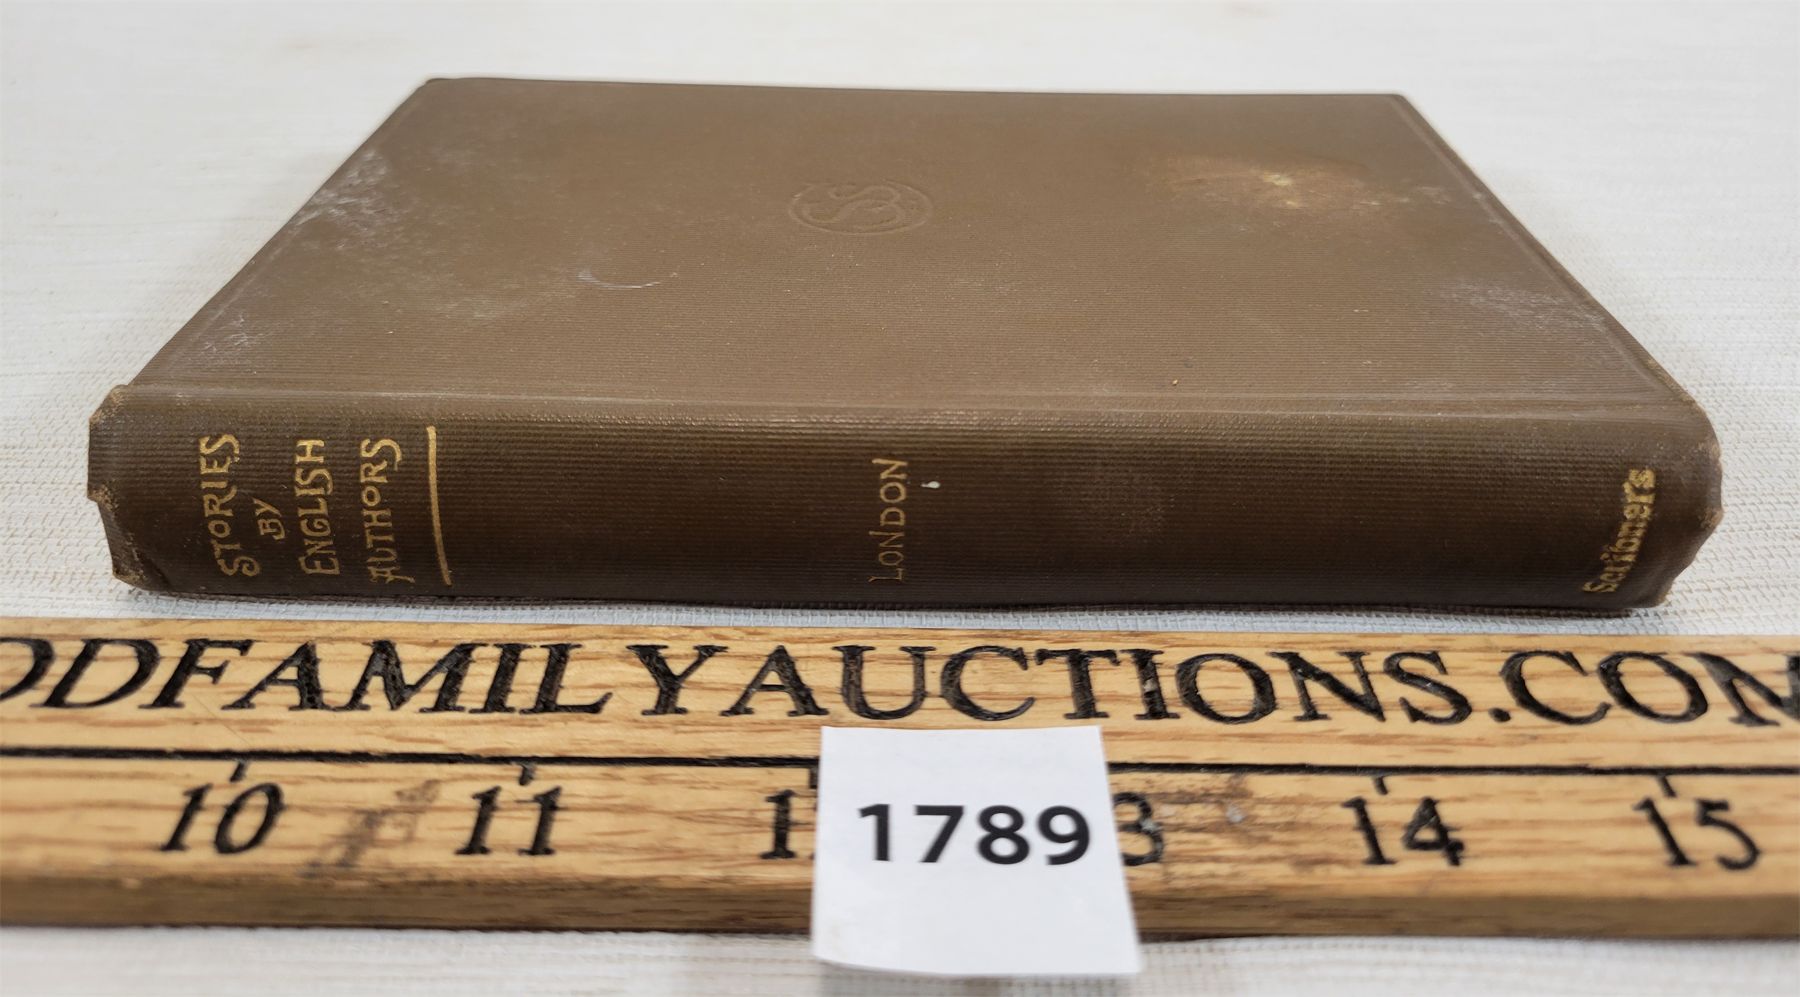 STORIES
BY
ENGLISH
AUTHORS
LONDON
Scribners
DFAMILYAUCTIONS.COM
10 11 14 15
1789